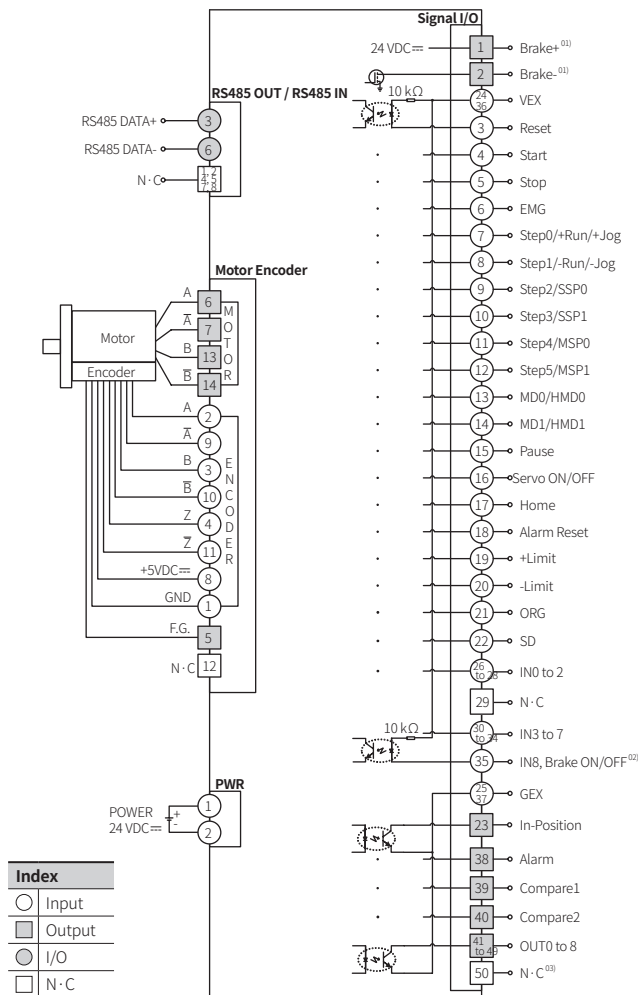 Signal I/O
24 VDC⎓ 1 Brake+ 01)
2 Brake- 01)
RS485 OUT / RS485 IN
10 kΩ 24 36 VEX
RS485 DATA+ 3
3 Reset
RS485 DATA- 6
4 Start
N·C 1, 2 4, 5 7, 8
5 Stop
6 EMG
7 Step0/+Run/+Jog
8 Step1/-Run/-Jog
Motor Encoder
9 Step2/SSP0
10 Step3/SSP1
11 Step4/MSP0
12 Step5/MSP1
13 MD0/HMD0
14 MD1/HMD1
15 Pause
16 Servo ON/OFF
17 Home
18 Alarm Reset
19 +Limit
20 -Limit
21 ORG
22 SD
26 to 28 IN0 to 2
29 N·C
10 kΩ 30 to 34 IN3 to 7
35 IN8, Brake ON/OFF 02)
25 37 GEX
23 In-Position
38 Alarm
39 Compare1
40 Compare2
41 to 49 OUT0 to 8
50 N·C 03)
Motor
Encoder
A 6
A̅ 7
B 13
B̅ 14
MOTOR
A 2
A̅ 9
B 3
B̅ 10
Z 4
Z̅ 11
+5VDC⎓ 8
GND 1
ENCODER
F.G. 5
N·C 12
PWR
POWER 24 VDC⎓ + - 1 2
Index
Input
Output
I/O
N·C